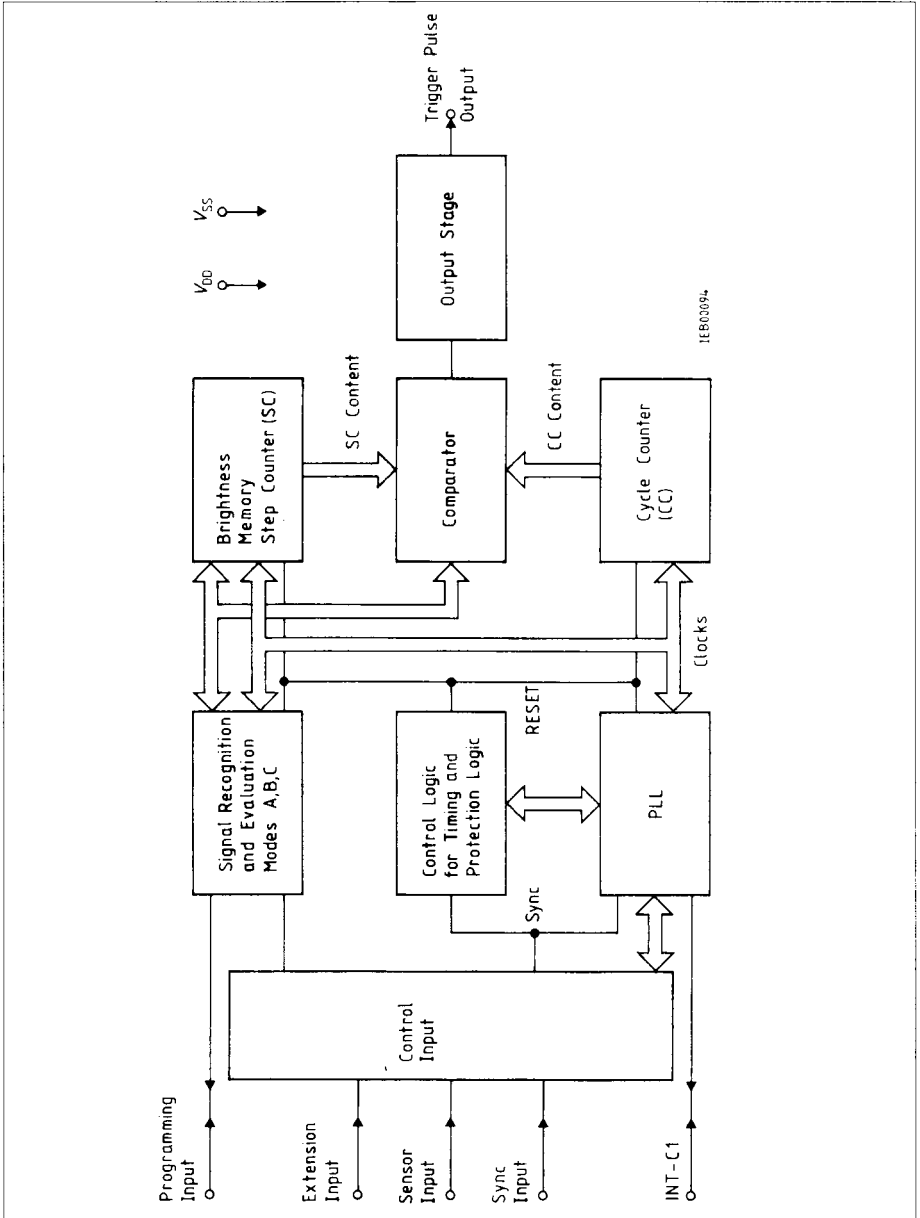 Programming
Input
Extension
Input
Sensor
Input
Sync
Input
INT-C1
Control
Input
Signal Recognition
and Evaluation
Modes A,B,C
Control Logic
for Timing and
Protection Logic
Sync
PLL
RESET
Clocks
Brightness
Memory
Step Counter (SC)
SC Content
Comparator
CC Content
Cycle Counter
(CC)
VDD
VSS
Output Stage
Trigger Pulse
Output
IEB00094